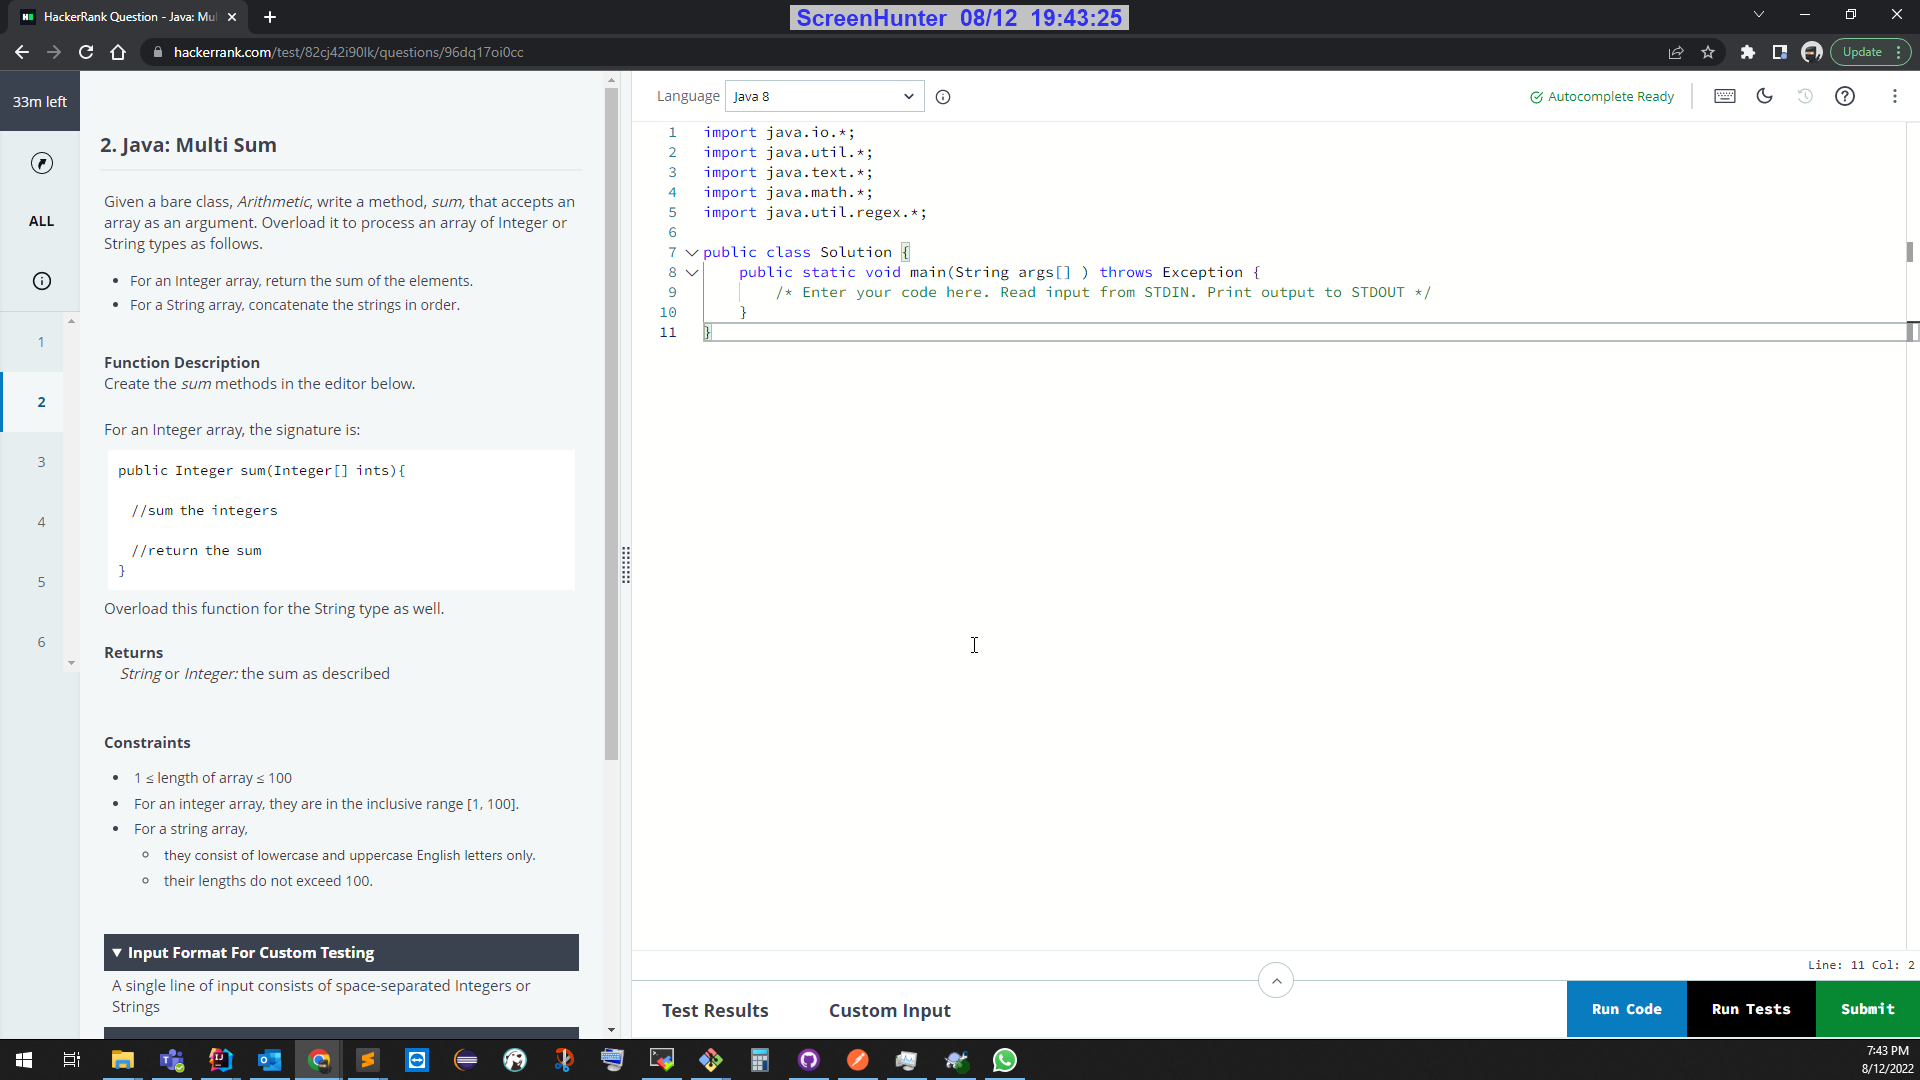 HackerRank Question - Java: Mul
ScreenHunter 08/12 19:43:25
hackerrank.com/test/82cj42i90lk/questions/96dq17oi0cc
Update
33m left
ALL
1
2
3
4
5
6
2. Java: Multi Sum
Given a bare class, Arithmetic, write a method, sum, that accepts an
array as an argument. Overload it to process an array of Integer or
String types as follows.
• For an Integer array, return the sum of the elements.
• For a String array, concatenate the strings in order.
Function Description
Create the sum methods in the editor below.
For an Integer array, the signature is:
public Integer sum(Integer[] ints){
//sum the integers
//return the sum
}
Overload this function for the String type as well.
Returns
String or Integer: the sum as described
Constraints
• 1 ≤ length of array ≤ 100
• For an integer array, they are in the inclusive range [1, 100].
• For a string array,
○ they consist of lowercase and uppercase English letters only.
○ their lengths do not exceed 100.
▼ Input Format For Custom Testing
A single line of input consists of space-separated Integers or
Strings
Language Java 8
Autocomplete Ready
1 import java.io.*;
2 import java.util.*;
3 import java.text.*;
4 import java.math.*;
5 import java.util.regex.*;
6
7 public class Solution {
8 public static void main(String args[] ) throws Exception {
9 /* Enter your code here. Read input from STDIN. Print output to STDOUT */
10 }
11 }
Line: 11 Col: 2
Test Results Custom Input
Run Code Run Tests Submit
7:43 PM
8/12/2022